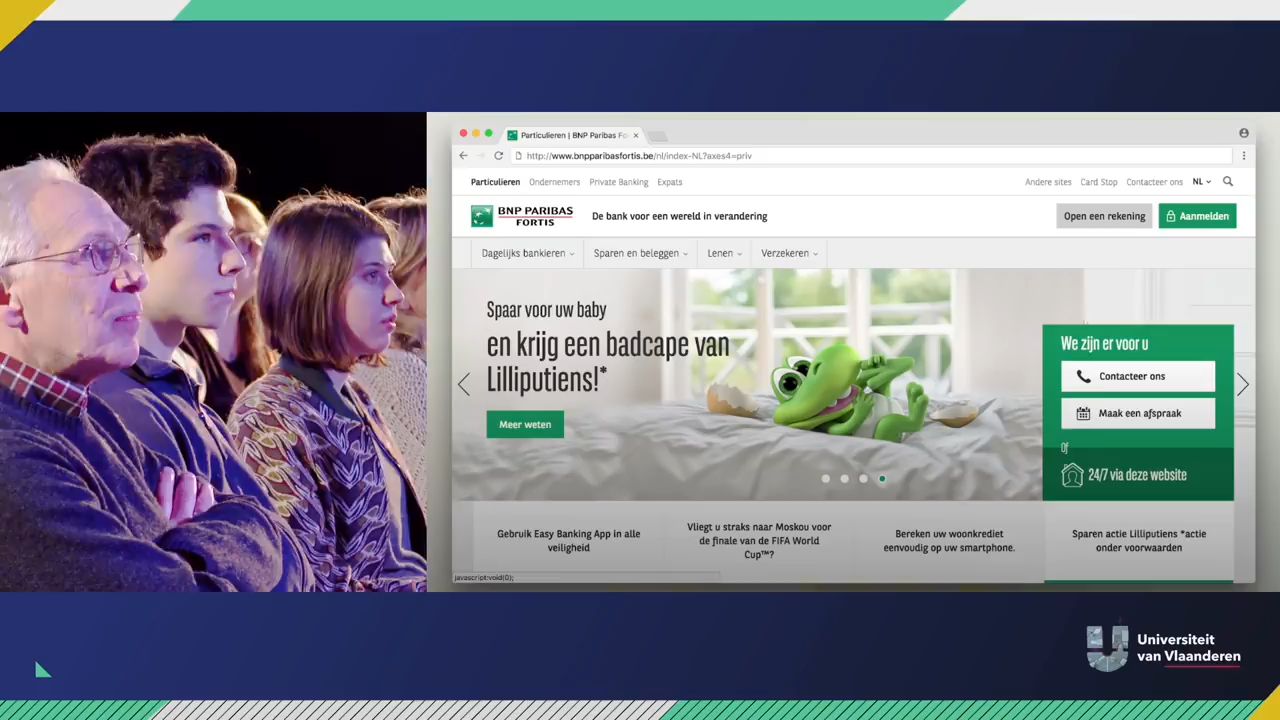 Particulieren | BNP Paribas Fo
http://www.bnpparibasfortis.be/nl/index-NL?axes4=priv
Particulieren Ondernemers Private Banking Expats Andere sites Card Stop Contacteer ons NL
BNP PARIBAS
FORTIS
De bank voor een wereld in verandering
Open een rekening
Aanmelden
Dagelijks bankieren Sparen en beleggen Lenen Verzekeren
Spaar voor uw baby
en krijg een badcape van
Lilliputiens!*
Meer weten
We zijn er voor u
Contacteer ons
Maak een afspraak
Of
24/7 via deze website
Gebruik Easy Banking App in alle
veiligheid
Vliegt u straks naar Moskou voor
de finale van de FIFA World
Cup™?
Bereken uw woonkrediet
eenvoudig op uw smartphone.
Sparen actie Lilliputiens *actie
onder voorwaarden
javascript:void(0);
Universiteit
van Vlaanderen